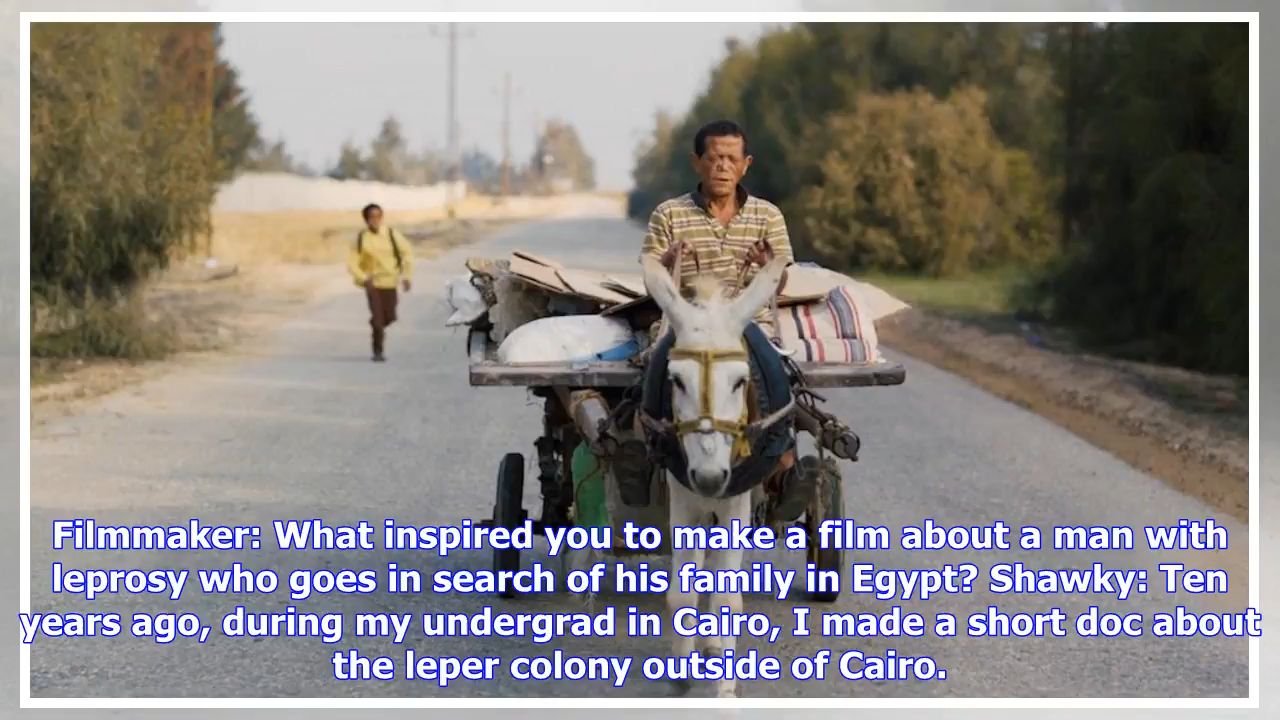 Filmmaker: What inspired you to make a film about a man with
leprosy who goes in search of his family in Egypt? Shawky: Ten
years ago, during my undergrad in Cairo, I made a short doc about
the leper colony outside of Cairo.